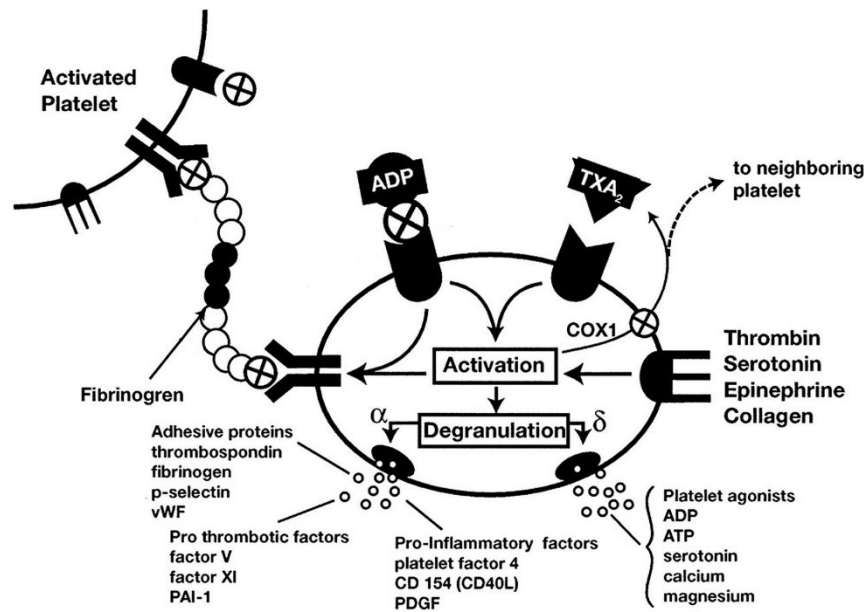 Activated
Platelet
ADP
TXA2
to neighboring
platelet
COX1
Thrombin
Serotonin
Epinephrine
Collagen
Activation
Degranulation
α
δ
Fibrinogren
Adhesive proteins
thrombospondin
fibrinogen
p-selectin
vWF
Pro thrombotic factors
factor V
factor XI
PAI-1
Pro-Inflammatory factors
platelet factor 4
CD 154 (CD40L)
PDGF
Platelet agonists
ADP
ATP
serotonin
calcium
magnesium